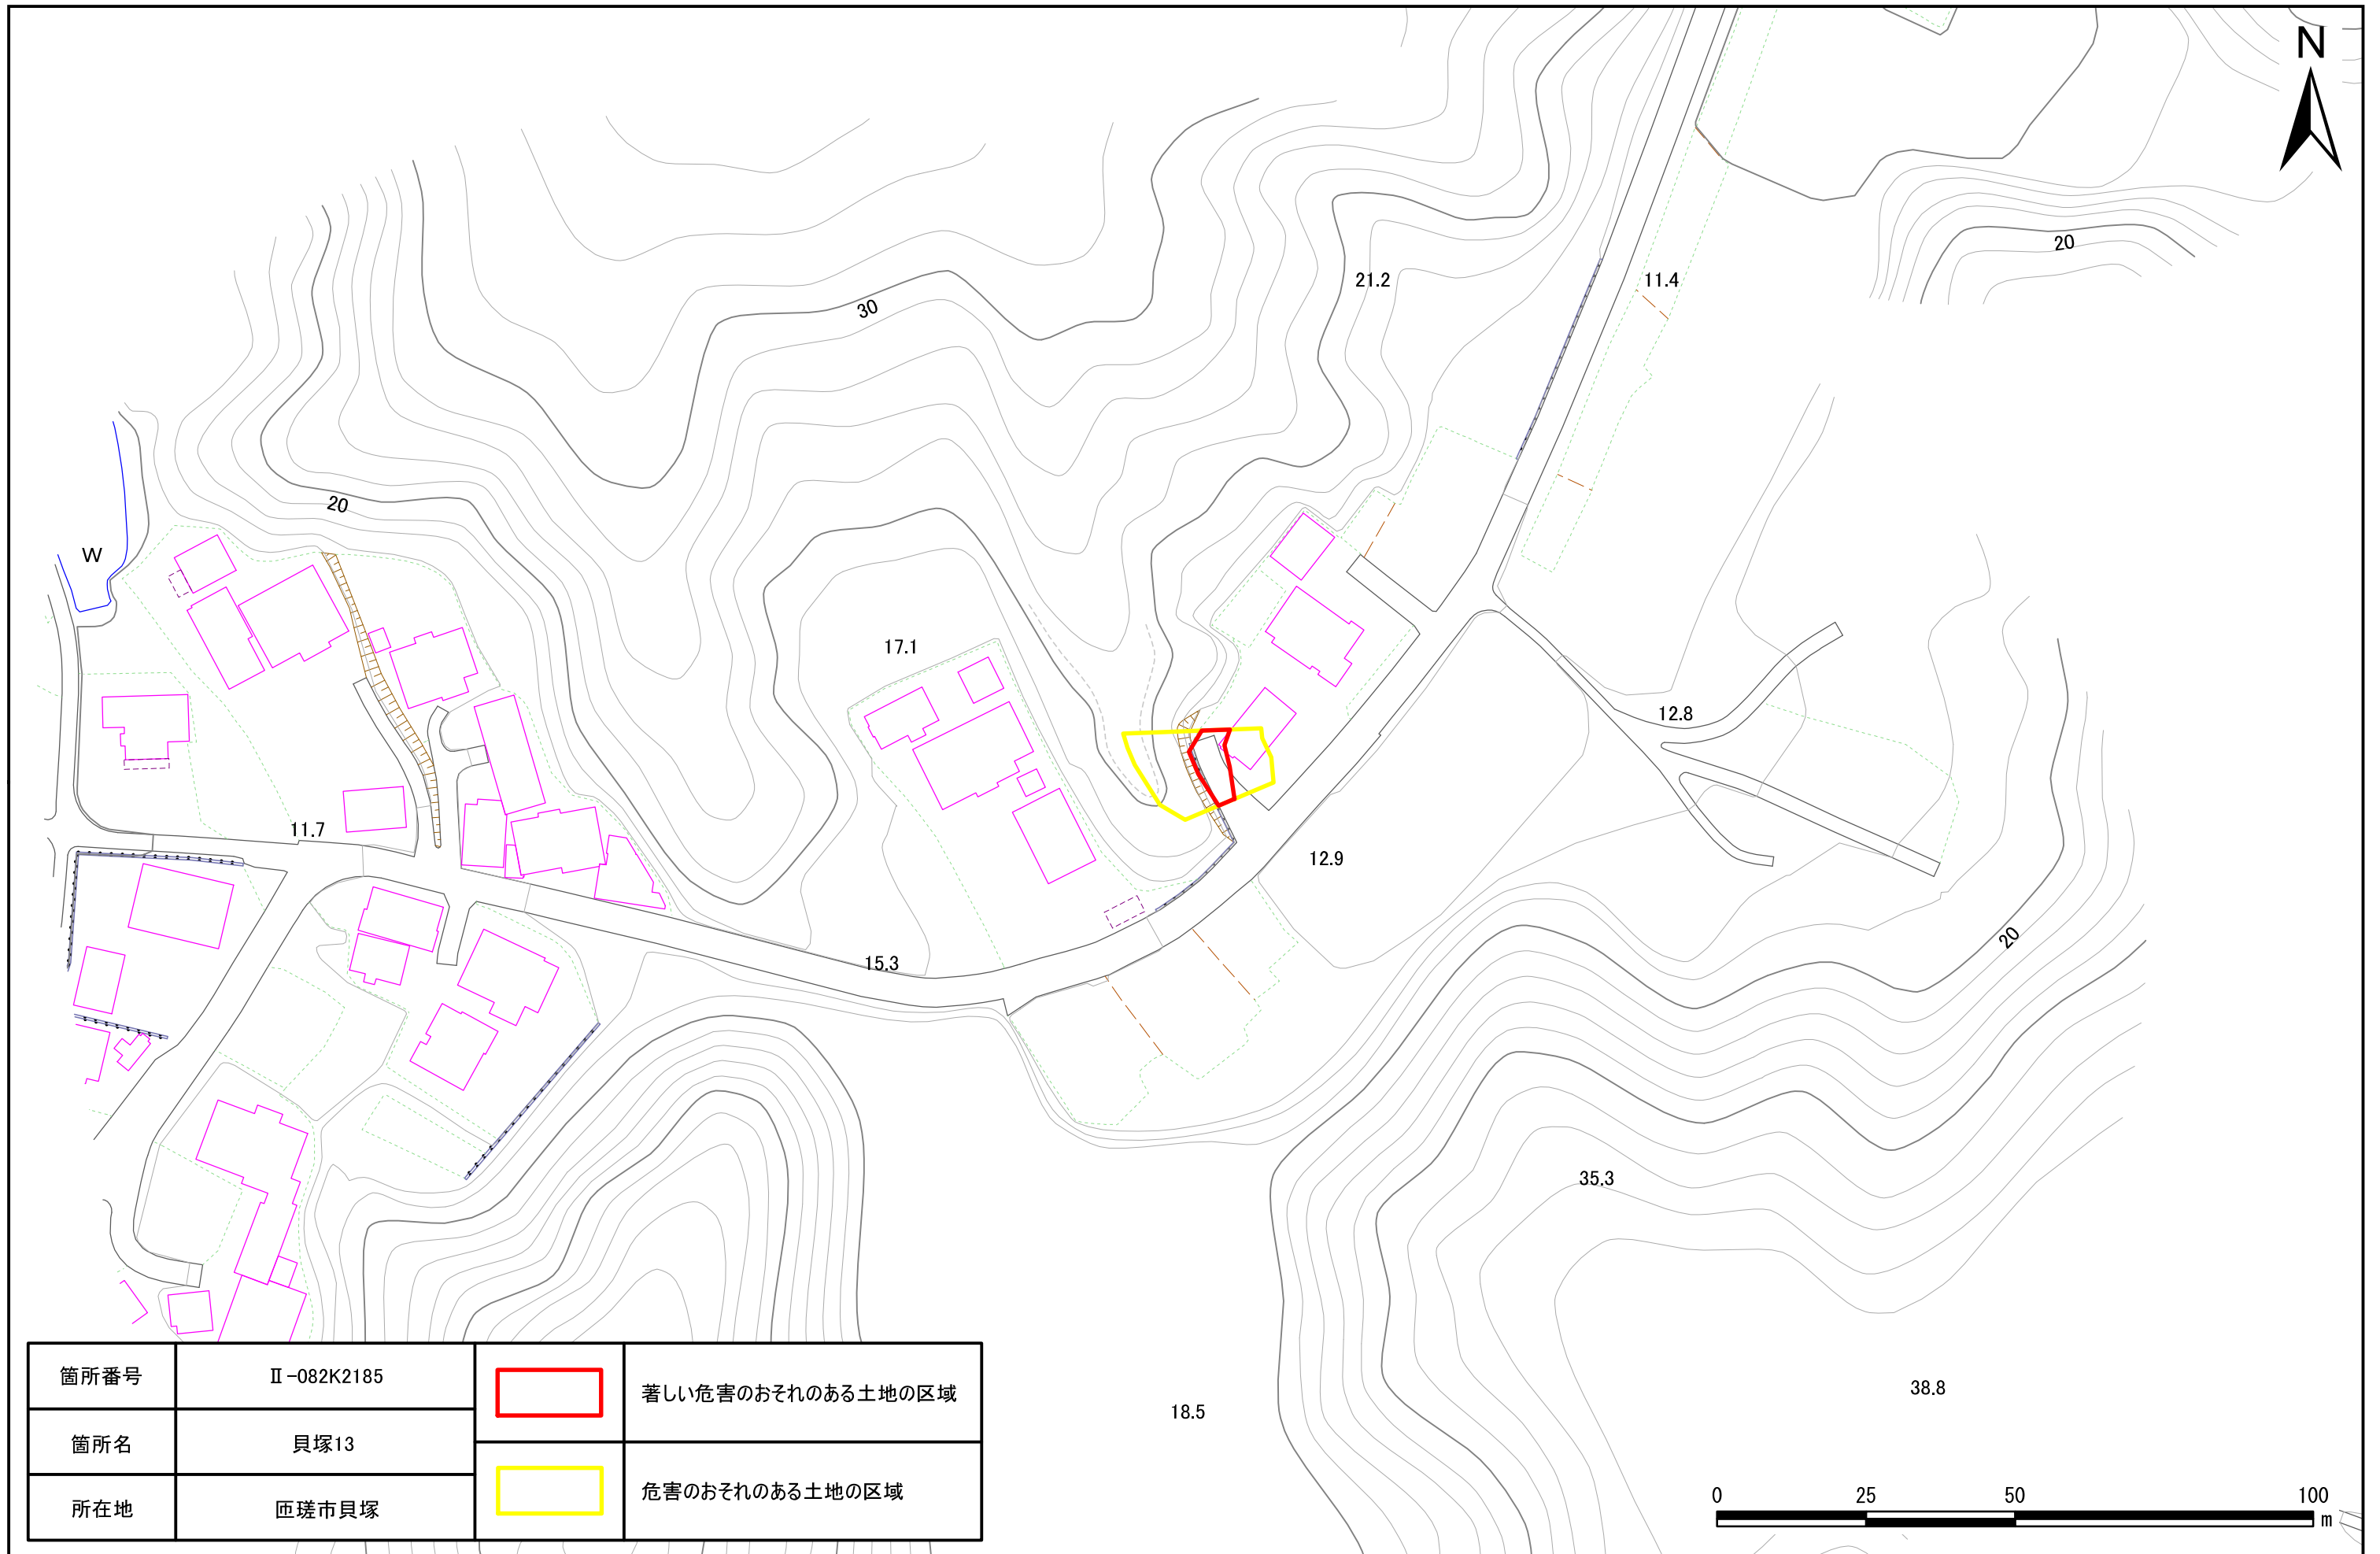 N
20
21.2
11.4
30
20
W
17.1
12.8
11.7
12.9
20
15.3
35.3
38.8
18.5
箇所番号 Ⅱ-082K2185
箇所名 貝塚13
所在地 匝瑳市貝塚
著しい危害のおそれのある土地の区域
危害のおそれのある土地の区域
0 25 50 100
m